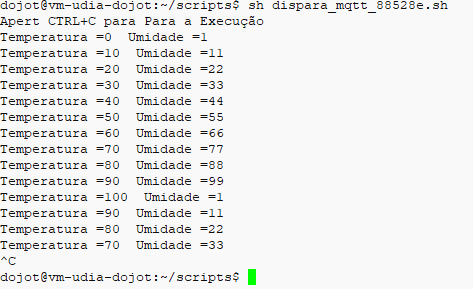 dojot@vm-udia-dojot:~/scripts$ sh dispara_mqtt_88528e.sh
Apert CTRL+C para Para a Execução
Temperatura =0  Umidade =1
Temperatura =10  Umidade =11
Temperatura =20  Umidade =22
Temperatura =30  Umidade =33
Temperatura =40  Umidade =44
Temperatura =50  Umidade =55
Temperatura =60  Umidade =66
Temperatura =70  Umidade =77
Temperatura =80  Umidade =88
Temperatura =90  Umidade =99
Temperatura =100  Umidade =1
Temperatura =90  Umidade =11
Temperatura =80  Umidade =22
Temperatura =70  Umidade =33
^C
dojot@vm-udia-dojot:~/scripts$